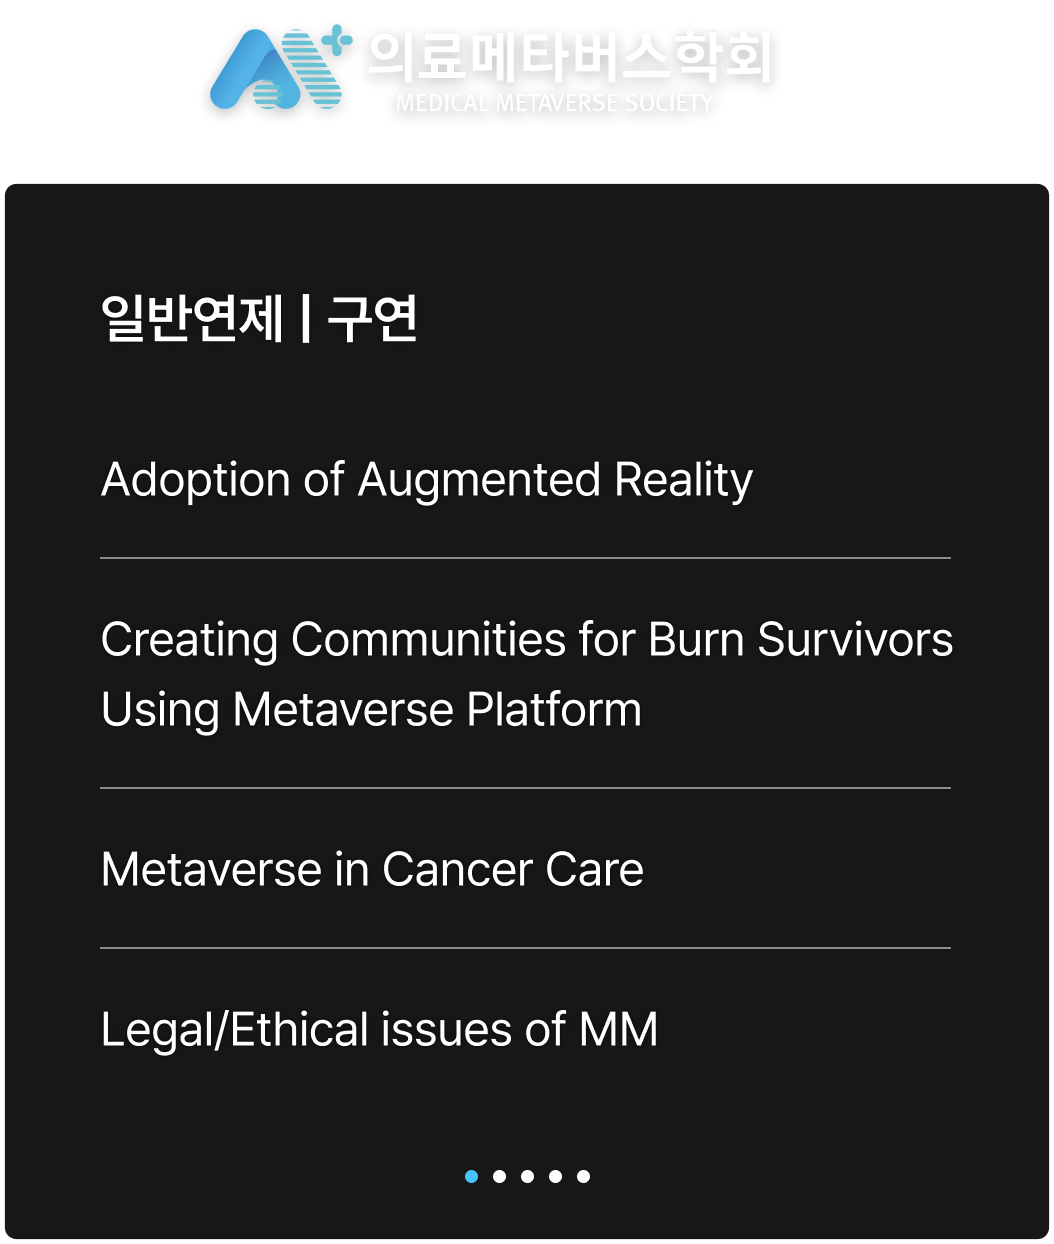 의료메타버스학회
MEDICAL METAVERSE SOCIETY
일반연제 | 구연
Adoption of Augmented Reality
Creating Communities for Burn Survivors
Using Metaverse Platform
Metaverse in Cancer Care
Legal/Ethical issues of MM